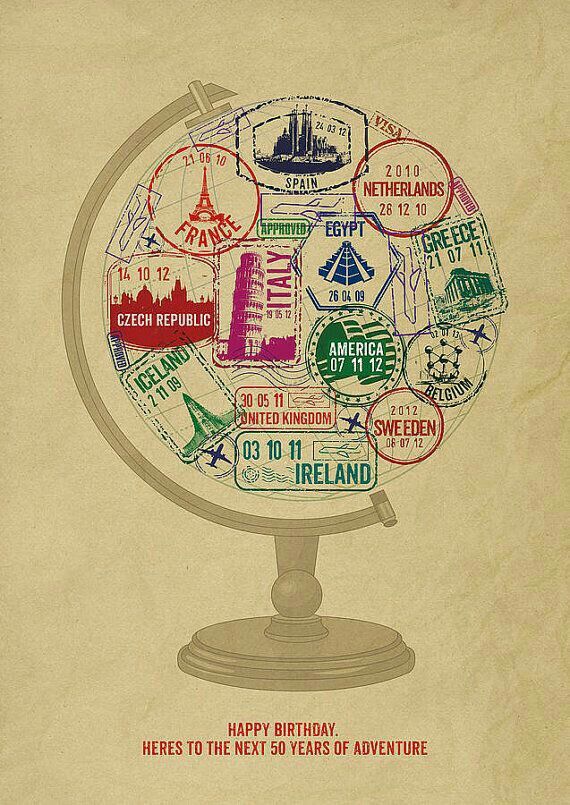 24 03 12
SPAIN
VISA
21 06 10
FRANCE
2010
NETHERLANDS
28 12 10
APPROVED
APPROVED
EGYPT
26 04 09
GREECE
21 07 11
14 10 12
CZECH REPUBLIC
ITALY
19 05 12
AMERICA
07 11 12
BELGIUM
APPROVED
ICELAND
2 11 09
30 05 11
UNITED KINGDOM
2012
SWEEDEN
06 07 12
03 10 11
IRELAND
HAPPY BIRTHDAY.
HERES TO THE NEXT 50 YEARS OF ADVENTURE